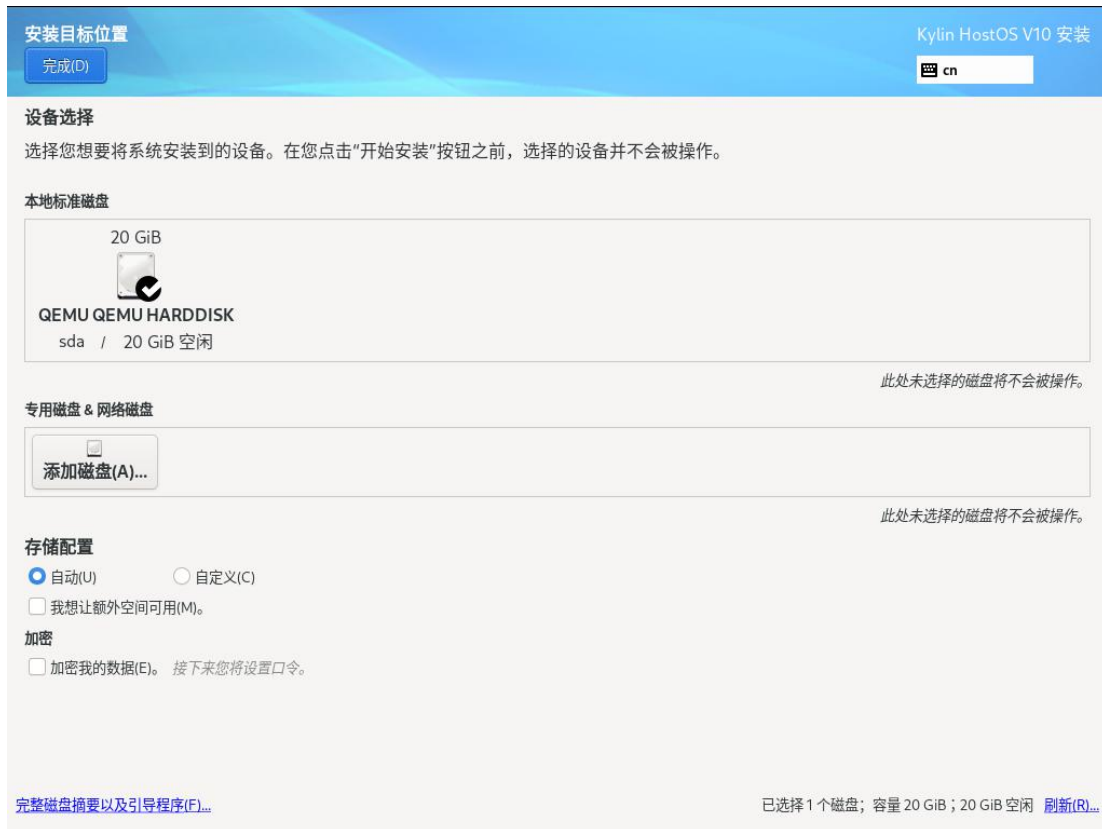 安装目标位置
Kylin HostOS V10 安装
完成(D)
cn
设备选择
选择您想要将系统安装到的设备。在您点击“开始安装”按钮之前，选择的设备并不会被操作。
本地标准磁盘
20 GiB
QEMU QEMU HARDDISK
sda / 20 GiB 空闲
此处未选择的磁盘将不会被操作。
专用磁盘 & 网络磁盘
添加磁盘(A)...
此处未选择的磁盘将不会被操作。
存储配置
自动(U) 自定义(C)
我想让额外空间可用(M)。
加密
加密我的数据(E)。 接下来您将设置口令。
完整磁盘摘要以及引导程序(F)... 已选择 1 个磁盘；容量 20 GiB；20 GiB 空闲 刷新(R)...